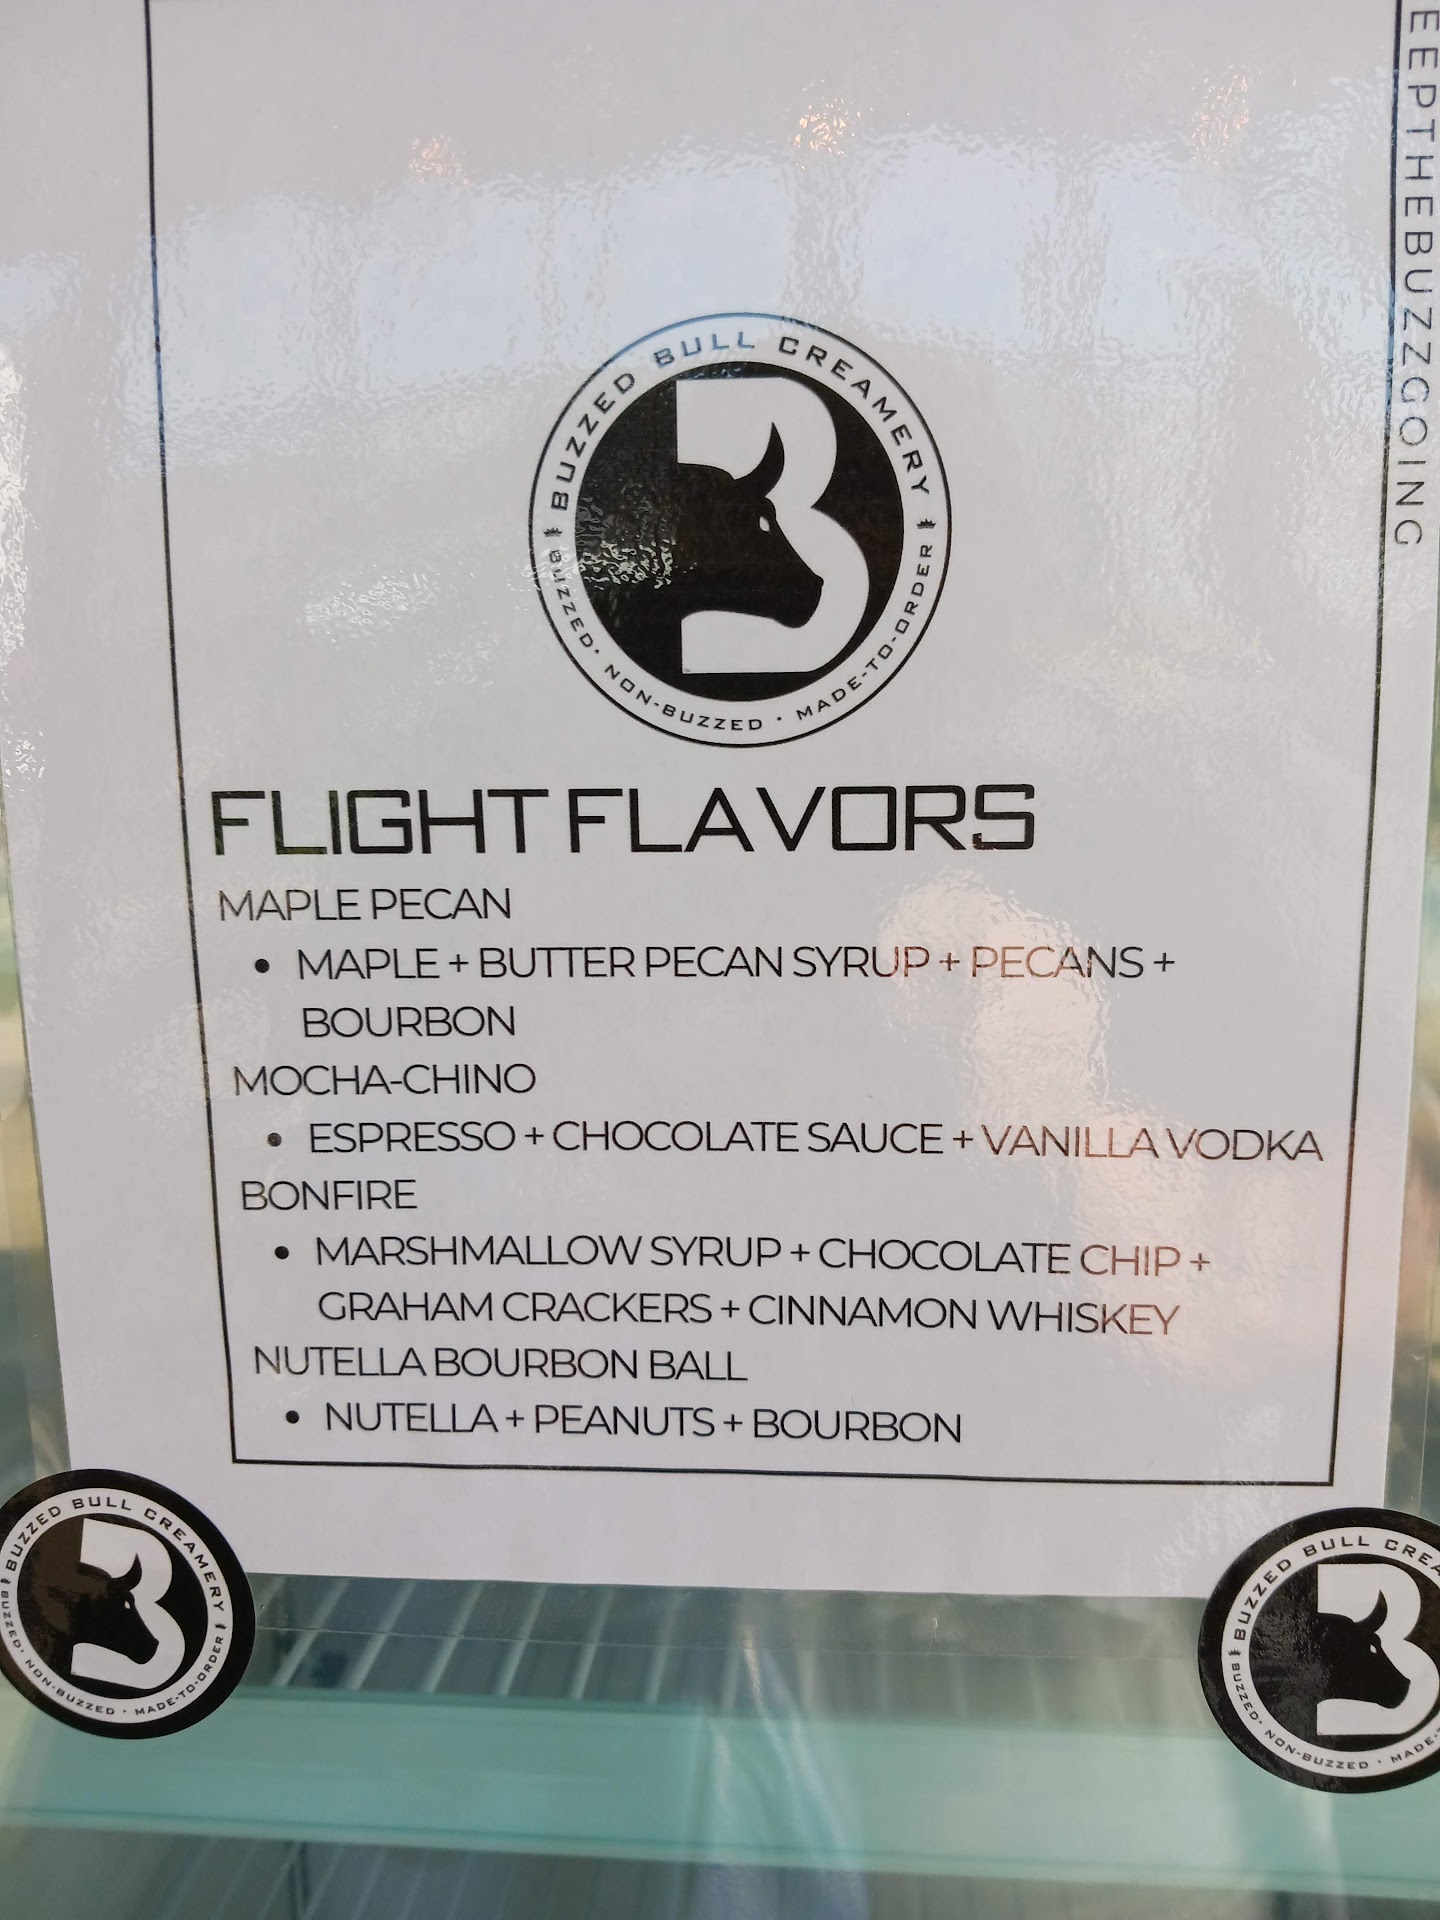 EEPTHEBUZZGOING
BUZZED BULL CREAMERY
BUZZED • NON-BUZZED • MADE-TO-ORDER
FLIGHT FLAVORS
MAPLE PECAN
• MAPLE + BUTTER PECAN SYRUP + PECANS +
BOURBON
MOCHA-CHINO
• ESPRESSO + CHOCOLATE SAUCE + VANILLA VODKA
BONFIRE
• MARSHMALLOW SYRUP + CHOCOLATE CHIP +
GRAHAM CRACKERS + CINNAMON WHISKEY
NUTELLA BOURBON BALL
• NUTELLA + PEANUTS + BOURBON
BUZZED BULL CREAMERY
BUZZED • NON-BUZZED • MADE-TO-ORDER
BUZZED BULL CREA
BUZZED • NON-BUZZED • MADE-